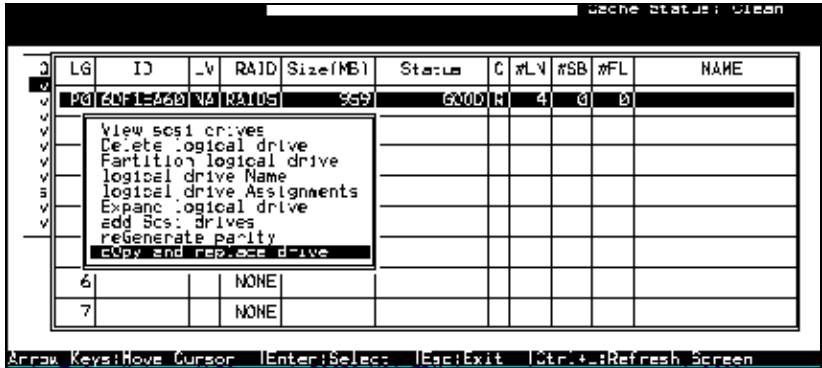 Cache Status: Clean
LG ID LV RAID Size(MB) Status #LN #SB #FL NAME
P0 NA RAID5 959 GOOD 4 0 0
View scsi drives
Delete logical drive
Partition logical drive
logical drive Name
logical drive Assignments
Expand logical drive
add Scsi drives
reGenerate parity
cOpy and replace drive
6 NONE
7 NONE
Arrow Keys:Move Cursor |Enter:Select |Esc:Exit |Ctrl+L:Refresh Screen